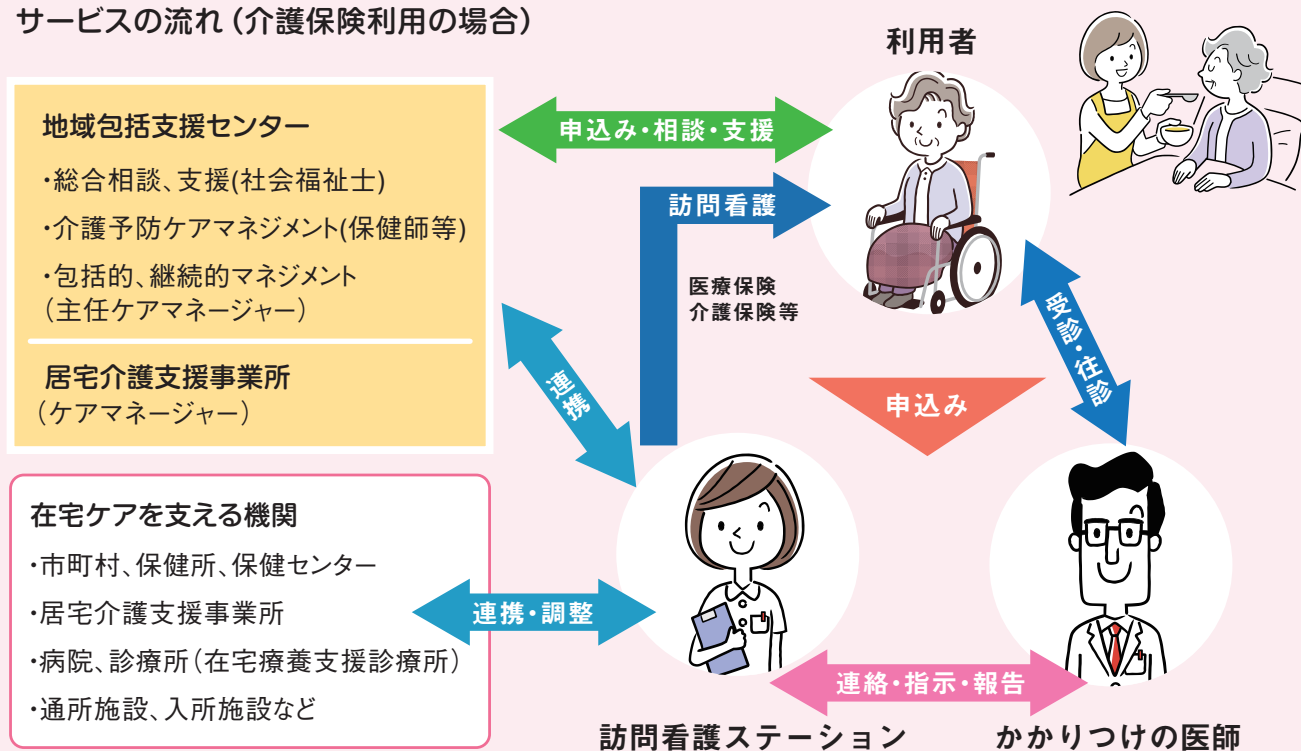 サービスの流れ（介護保険利用の場合）
利用者
地域包括支援センター
・総合相談、支援(社会福祉士)
・介護予防ケアマネジメント(保健師等)
・包括的、継続的マネジメント
（主任ケアマネージャー）
居宅介護支援事業所
（ケアマネージャー）
申込み・相談・支援
訪問看護
医療保険
介護保険等
受診・往診
連携
申込み
在宅ケアを支える機関
・市町村、保健所、保健センター
・居宅介護支援事業所
・病院、診療所（在宅療養支援診療所）
・通所施設、入所施設など
連携・調整
連絡・指示・報告
訪問看護ステーション
かかりつけの医師